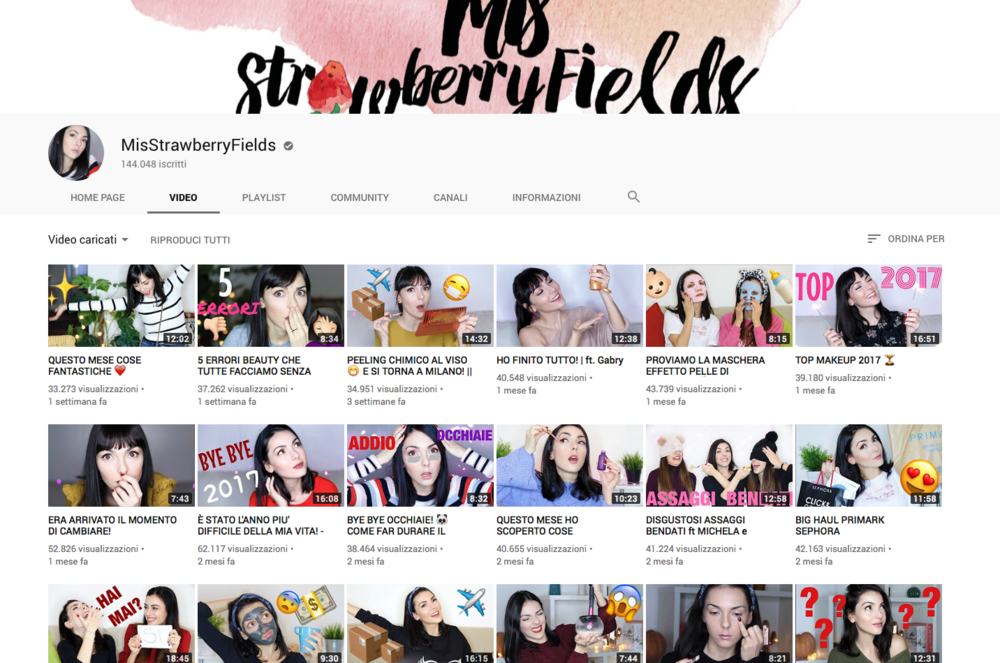 Mis
StrawberryFields
MisStrawberryFields
144.048 iscritti
HOME PAGE VIDEO PLAYLIST COMMUNITY CANALI INFORMAZIONI
Video caricati RIPRODUCI TUTTI ORDINA PER
12:02
5
ERRORI
8:34
14:32
12:38
8:15
TOP 2017
16:51
QUESTO MESE COSE
FANTASTICHE ❤️
33.273 visualizzazioni •
1 settimana fa
5 ERRORI BEAUTY CHE
TUTTE FACCIAMO SENZA
37.262 visualizzazioni •
1 settimana fa
PEELING CHIMICO AL VISO
😷 E SI TORNA A MILANO! ||
34.951 visualizzazioni •
3 settimane fa
HO FINITO TUTTO! | ft. Gabry
40.548 visualizzazioni •
1 mese fa
PROVIAMO LA MASCHERA
EFFETTO PELLE DI
43.739 visualizzazioni •
1 mese fa
TOP MAKEUP 2017 ⏳
39.180 visualizzazioni •
1 mese fa
7:43
BYE BYE
2017
16:08
ADDIO OCCHIAIE
8:32
10:23
ASSAGGI BENDATI
12:58
PRIMA
SEPHORA
CLICK
11:58
ERA ARRIVATO IL MOMENTO
DI CAMBIARE!
52.826 visualizzazioni •
1 mese fa
È STATO L'ANNO PIU'
DIFFICILE DELLA MIA VITA! -
62.117 visualizzazioni •
2 mesi fa
BYE BYE OCCHIAIE! 🐼
COME FAR DURARE IL
38.464 visualizzazioni •
2 mesi fa
QUESTO MESE HO
SCOPERTO COSE
40.655 visualizzazioni •
2 mesi fa
DISGUSTOSI ASSAGGI
BENDATI ft MICHELA e
41.224 visualizzazioni •
2 mesi fa
BIG HAUL PRIMARK
SEPHORA
42.163 visualizzazioni •
2 mesi fa
HAI
MAI?
18:45
9:30
16:15
7:44
8:21
? ? ? ?
12:31